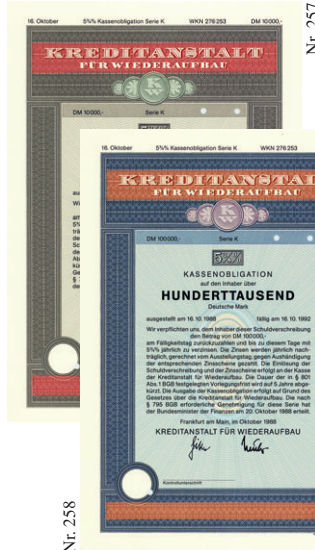 Nr. 257
16. Oktober 5¾% Kassenobligation Serie K WKN 276 253 DM 10000,-
KREDITANSTALT
FÜR WIEDERAUFBAU
DM 10000,- Serie K
16. Oktober 5¾% Kassenobligation Serie K WKN 276 253
KREDITANSTAL
FÜR WIEDERAUFBAU
DM 100000,- Serie K
5¾%
KASSENOBLIGATION
auf den Inhaber über
HUNDERTTAUSEND
Deutsche Mark
ausgestellt am 16. 10. 1988 fällig am 16. 10. 1992
Wir verpflichten uns, dem Inhaber dieser Schuldverschreibung
den Betrag von DM 100000,-
am Fälligkeitstag zurückzuzahlen und bis zu diesem Tage mit
5¾% jährlich zu verzinsen. Die Zinsen werden jährlich nach-
träglich, gerechnet vom Ausstellungstag, gegen Aushändigung
der entsprechenden Zinsscheine gezahlt. Die Einlösung der
Schuldverschreibung und der Zinsscheine erfolgt an der Kasse
der Kreditanstalt für Wiederaufbau. Die Dauer der in § 801
Abs. 1 BGB festgelegten Vorlegungsfrist wird auf 5 Jahre abge-
kürzt. Die Ausgabe der Kassenobligation erfolgt auf Grund des
Gesetzes über die Kreditanstalt für Wiederaufbau. Die nach
§ 795 BGB erforderliche Genehmigung für diese Serie hat
der Bundesminister der Finanzen am 20. Oktober 1988 erteilt.
Frankfurt am Main, im Oktober 1988
KREDITANSTALT FÜR WIEDERAUFBAU
Kontrollunterschrift
Nr. 258